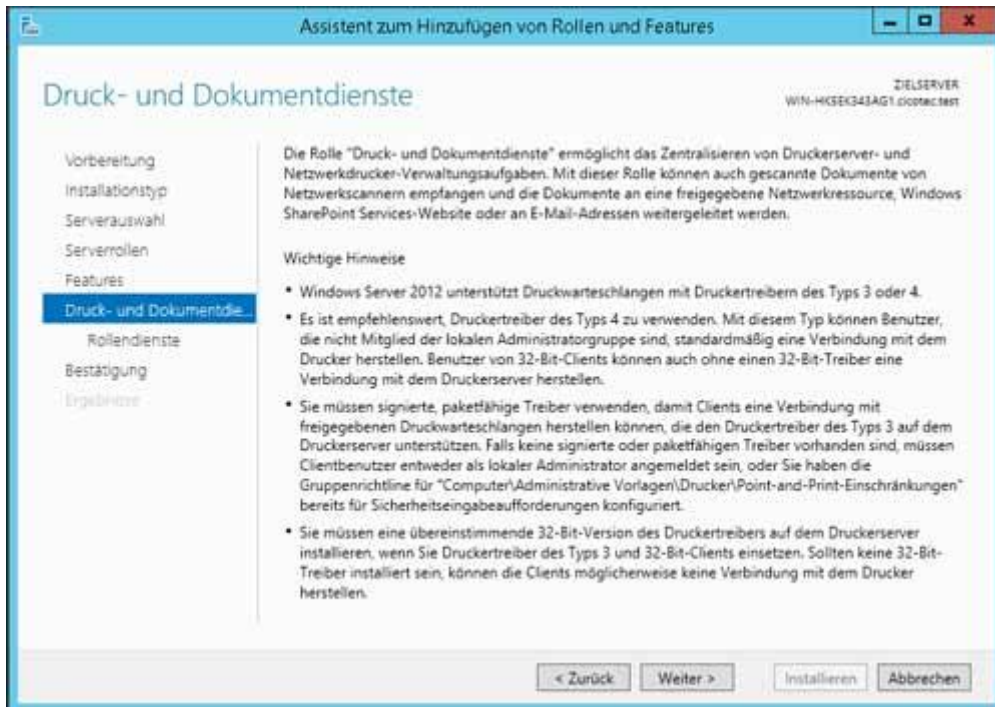 Assistent zum Hinzufügen von Rollen und Features
Druck- und Dokumentdienste
ZIELSERVER
WIN-HKSEK343AG1.cicotec.test
Vorbereitung
Installationstyp
Serverauswahl
Serverrollen
Features
Druck- und Dokumentdie...
Rollendienste
Bestätigung
Ergebnisse
Die Rolle "Druck- und Dokumentdienste" ermöglicht das Zentralisieren von Druckerserver- und
Netzwerkdrucker-Verwaltungsaufgaben. Mit dieser Rolle können auch gescannte Dokumente von
Netzwerkscannern empfangen und die Dokumente an eine freigegebene Netzwerkressource, Windows
SharePoint Services-Website oder an E-Mail-Adressen weitergeleitet werden.
Wichtige Hinweise
• Windows Server 2012 unterstützt Druckwarteschlangen mit Druckertreibern des Typs 3 oder 4.
• Es ist empfehlenswert, Druckertreiber des Typs 4 zu verwenden. Mit diesem Typ können Benutzer,
die nicht Mitglied der lokalen Administratorgruppe sind, standardmäßig eine Verbindung mit dem
Drucker herstellen. Benutzer von 32-Bit-Clients können auch ohne einen 32-Bit-Treiber eine
Verbindung mit dem Druckerserver herstellen.
• Sie müssen signierte, paketfähige Treiber verwenden, damit Clients eine Verbindung mit
freigegebenen Druckwarteschlangen herstellen können, die den Druckertreiber des Typs 3 auf dem
Druckerserver unterstützen. Falls keine signierte oder paketfähigen Treiber vorhanden sind, müssen
Clientbenutzer entweder als lokaler Administrator angemeldet sein, oder Sie haben die
Gruppenrichtlinie für "Computer\Administrative Vorlagen\Drucker\Point-and-Print-Einschränkungen"
bereits für Sicherheitseingabeaufforderungen konfiguriert.
• Sie müssen eine übereinstimmende 32-Bit-Version des Druckertreibers auf dem Druckerserver
installieren, wenn Sie Druckertreiber des Typs 3 und 32-Bit-Clients einsetzen. Sollten keine 32-Bit-
Treiber installiert sein, können die Clients möglicherweise keine Verbindung mit dem Drucker
herstellen.
< Zurück
Weiter >
Installieren
Abbrechen